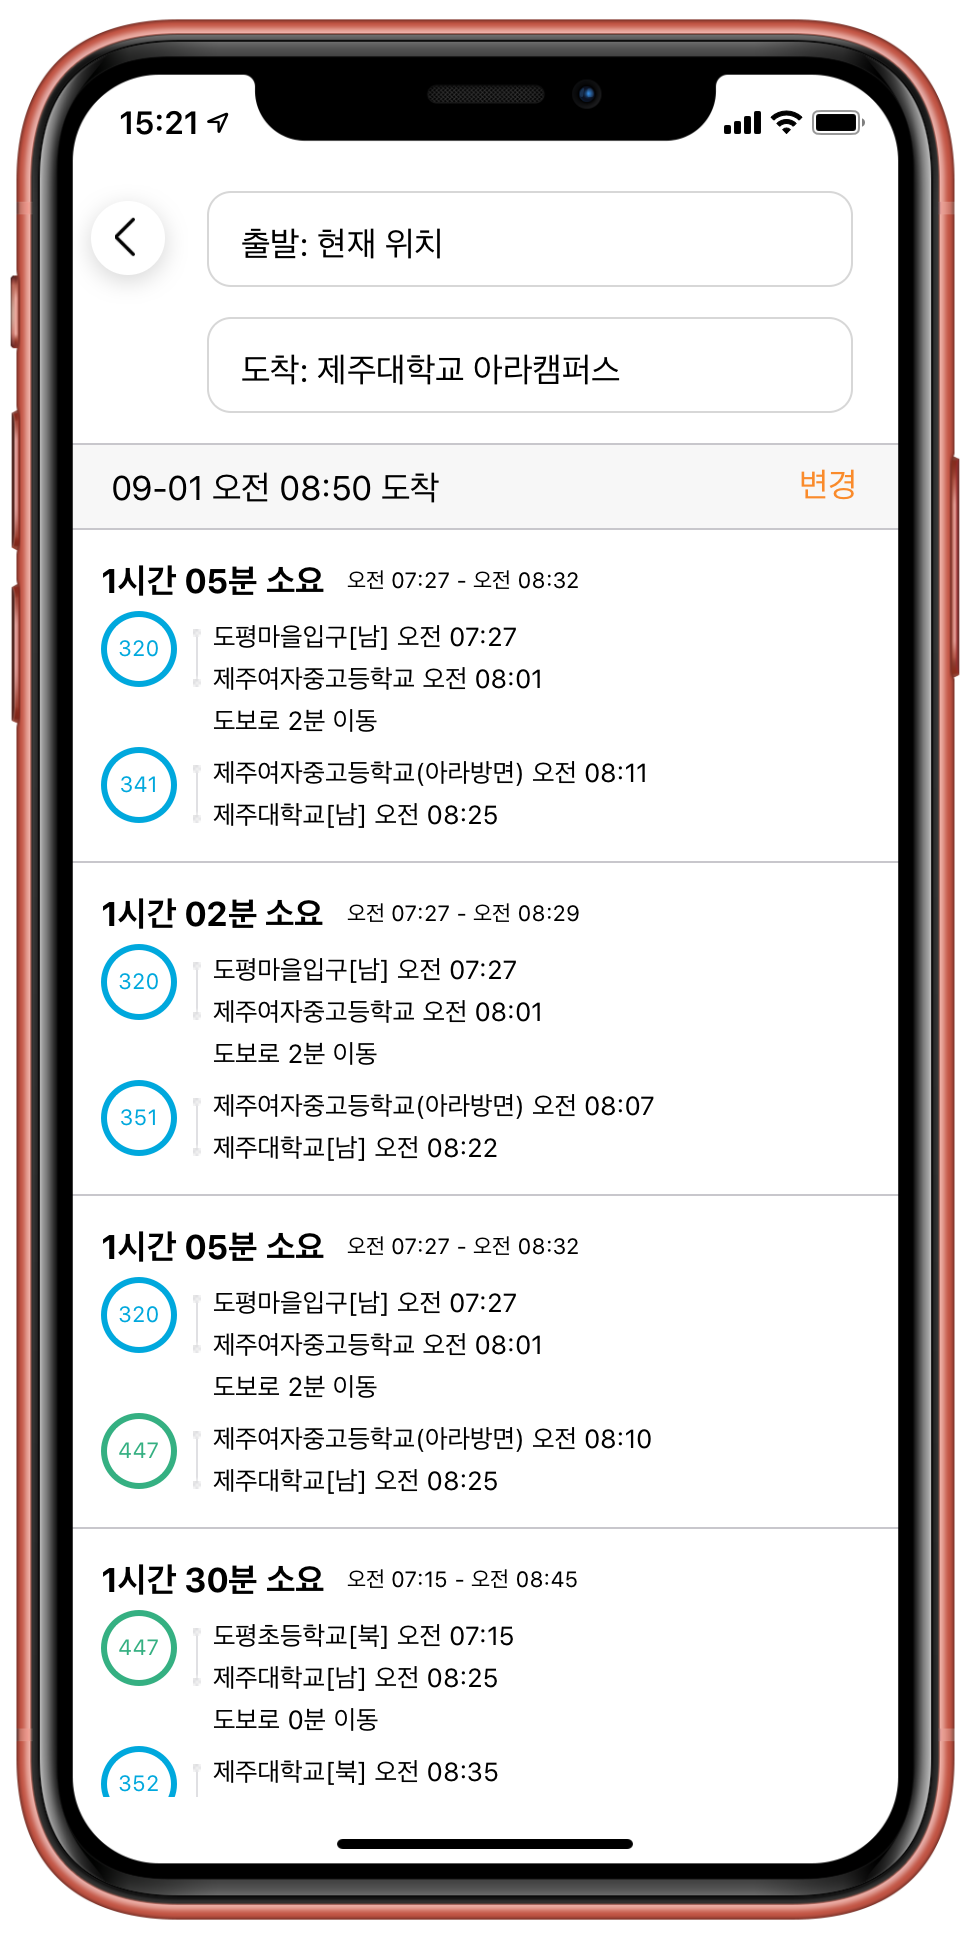 15:21
출발: 현재 위치
도착: 제주대학교 아라캠퍼스
09-01 오전 08:50 도착 변경
1시간 05분 소요 오전 07:27 - 오전 08:32
320 도평마을입구[남] 오전 07:27
제주여자중고등학교 오전 08:01
도보로 2분 이동
341 제주여자중고등학교(아라방면) 오전 08:11
제주대학교[남] 오전 08:25
1시간 02분 소요 오전 07:27 - 오전 08:29
320 도평마을입구[남] 오전 07:27
제주여자중고등학교 오전 08:01
도보로 2분 이동
351 제주여자중고등학교(아라방면) 오전 08:07
제주대학교[남] 오전 08:22
1시간 05분 소요 오전 07:27 - 오전 08:32
320 도평마을입구[남] 오전 07:27
제주여자중고등학교 오전 08:01
도보로 2분 이동
447 제주여자중고등학교(아라방면) 오전 08:10
제주대학교[남] 오전 08:25
1시간 30분 소요 오전 07:15 - 오전 08:45
447 도평초등학교[북] 오전 07:15
제주대학교[남] 오전 08:25
도보로 0분 이동
352 제주대학교[북] 오전 08:35